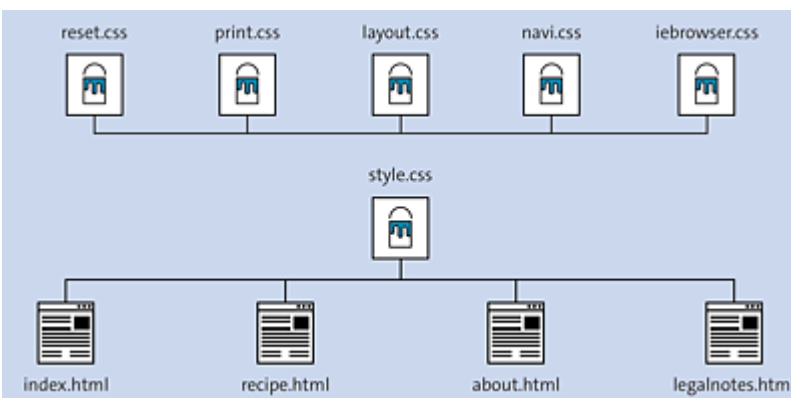 reset.css print.css layout.css navi.css iebrowser.css
style.css
index.html recipe.html about.html legalnotes.htm